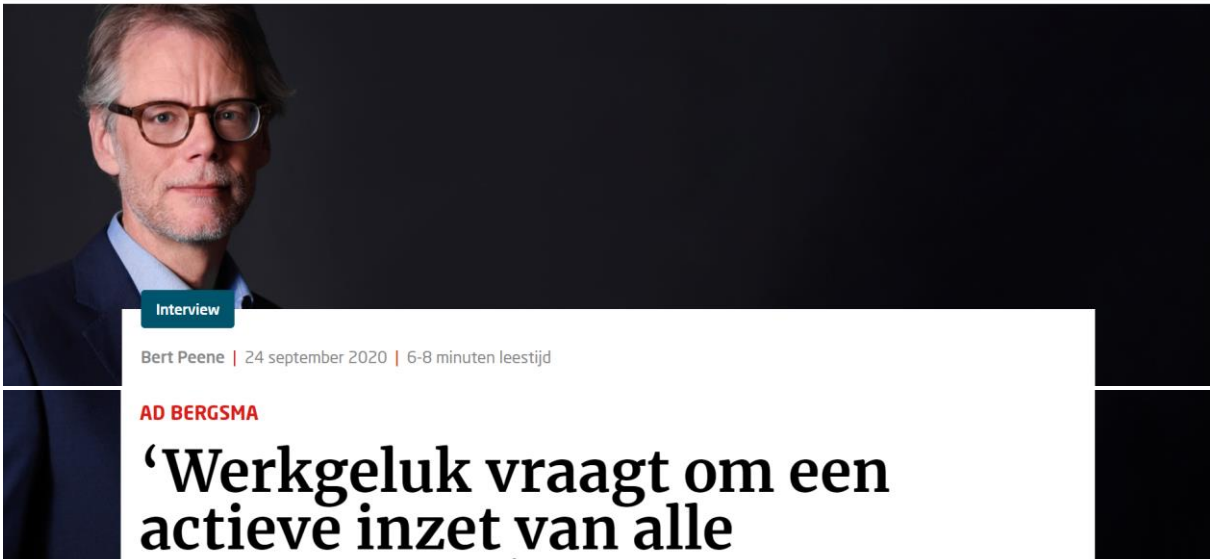 Interview
Bert Peene | 24 september 2020 | 6-8 minuten leestijd
AD BERGSMA
‘Werkgeluk vraagt om een
actieve inzet van alle